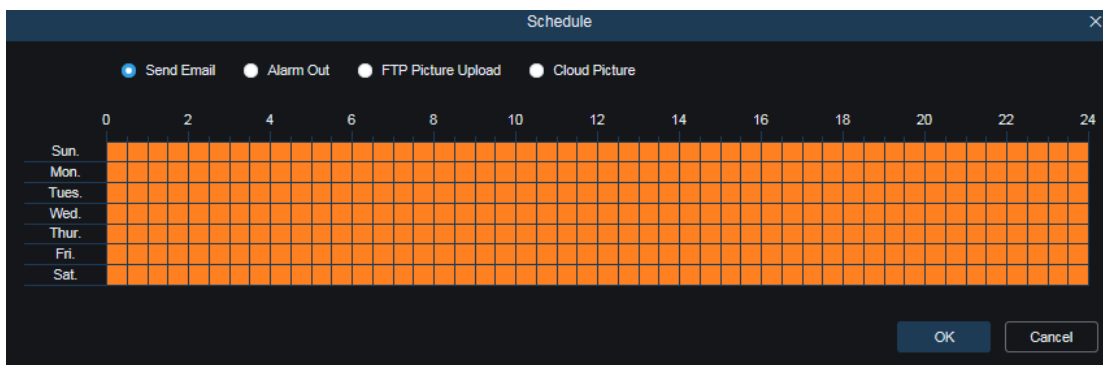 Schedule
Send Email Alarm Out FTP Picture Upload Cloud Picture
0 2 4 6 8 10 12 14 16 18 20 22 24
Sun.
Mon.
Tues.
Wed.
Thur.
Fri.
Sat.
OK Cancel